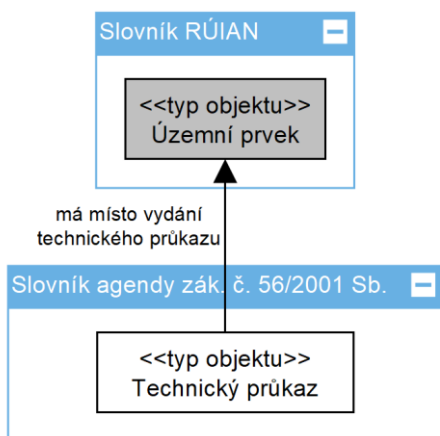 Slovník RÚIAN
<<typ objektu>>
Územní prvek
má místo vydání
technického průkazu
Slovník agendy zák. č. 56/2001 Sb.
<<typ objektu>>
Technický průkaz